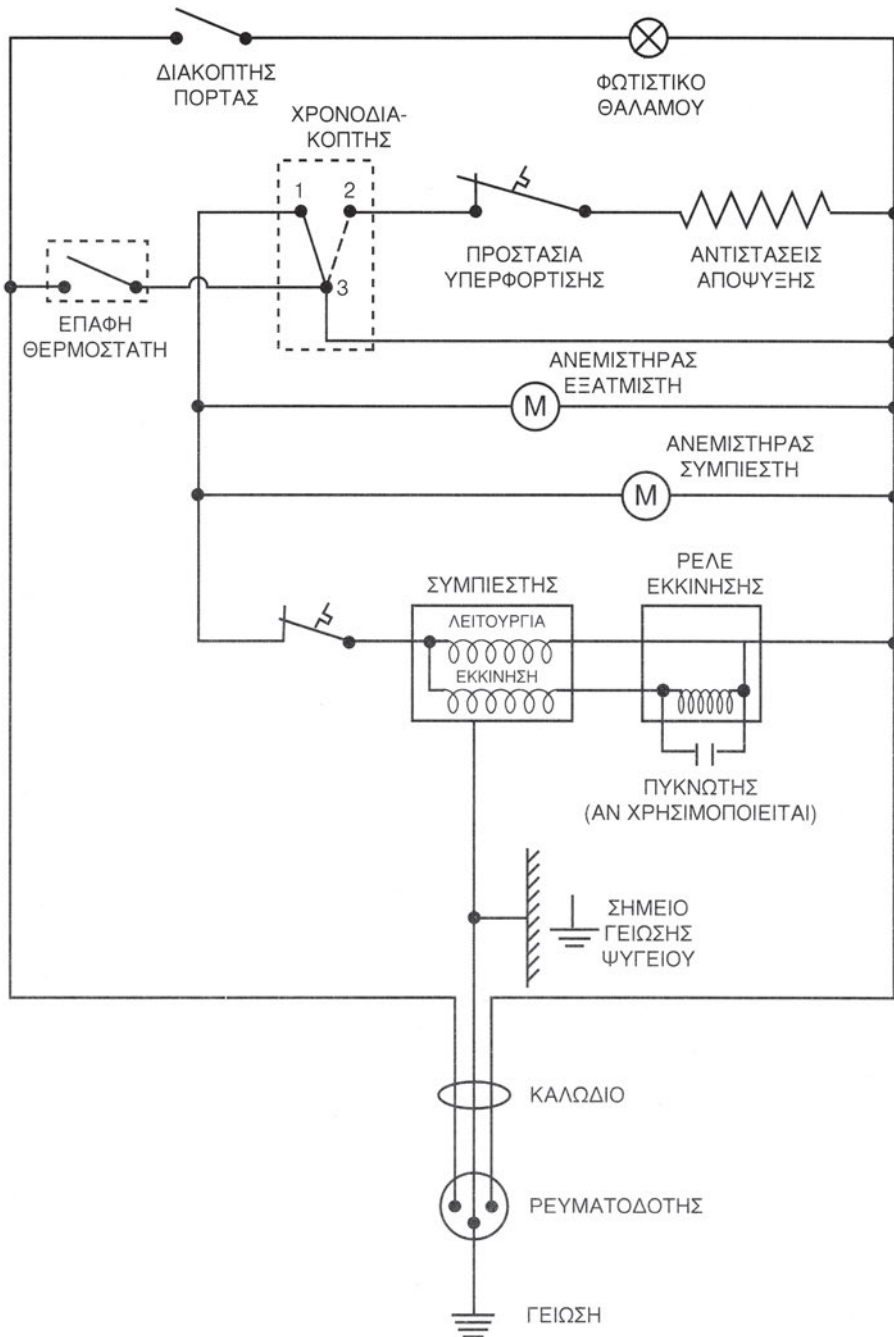 ΔΙΑΚΟΠΤΗΣ
ΠΟΡΤΑΣ
ΦΩΤΙΣΤΙΚΟ
ΘΑΛΑΜΟΥ
ΧΡΟΝΟΔΙΑ-
ΚΟΠΤΗΣ
1 2
3
ΠΡΟΣΤΑΣΙΑ
ΥΠΕΡΦΟΡΤΙΣΗΣ
ΑΝΤΙΣΤΑΣΕΙΣ
ΑΠΟΨΥΞΗΣ
ΕΠΑΦΗ
ΘΕΡΜΟΣΤΑΤΗ
ΑΝΕΜΙΣΤΗΡΑΣ
ΕΞΑΤΜΙΣΤΗ
M
ΑΝΕΜΙΣΤΗΡΑΣ
ΣΥΜΠΙΕΣΤΗ
M
ΣΥΜΠΙΕΣΤΗΣ
ΛΕΙΤΟΥΡΓΙΑ
ΕΚΚΙΝΗΣΗ
ΡΕΛΕ
ΕΚΚΙΝΗΣΗΣ
ΠΥΚΝΩΤΗΣ
(ΑΝ ΧΡΗΣΙΜΟΠΟΙΕΙΤΑΙ)
ΣΗΜΕΙΟ
ΓΕΙΩΣΗΣ
ΨΥΓΕΙΟΥ
ΚΑΛΩΔΙΟ
ΡΕΥΜΑΤΟΔΟΤΗΣ
ΓΕΙΩΣΗ